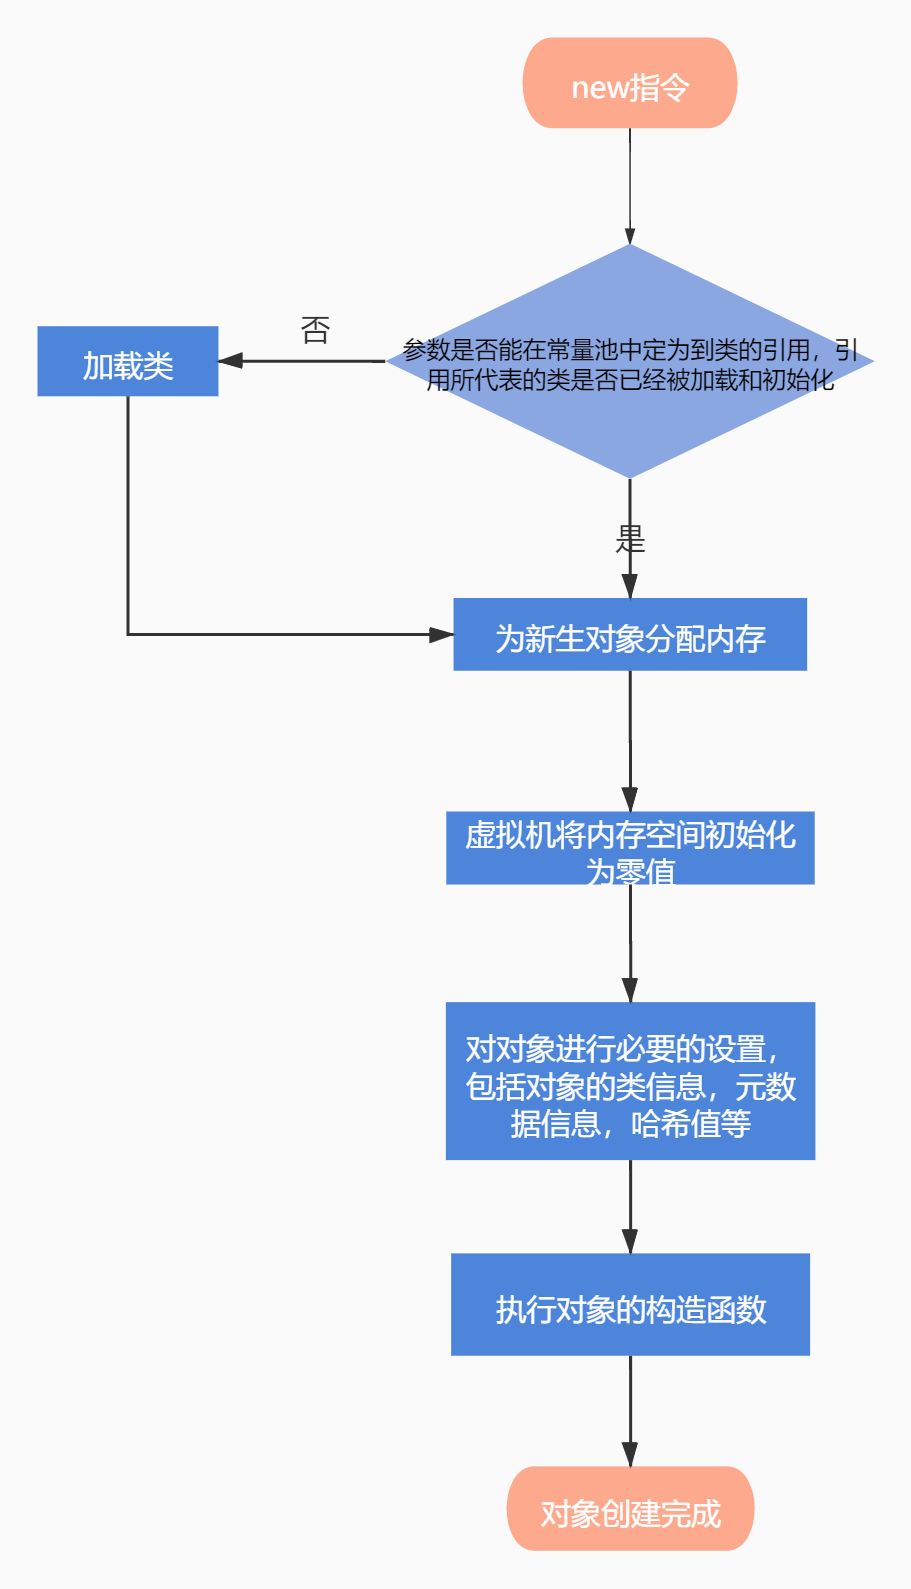 new指令
参数是否能在常量池中定为到类的引用，引
用所代表的类是否已经被加载和初始化
否
加载类
是
为新生对象分配内存
虚拟机将内存空间初始化
为零值
对对象进行必要的设置，
包括对象的类信息，元数
据信息，哈希值等
执行对象的构造函数
对象创建完成